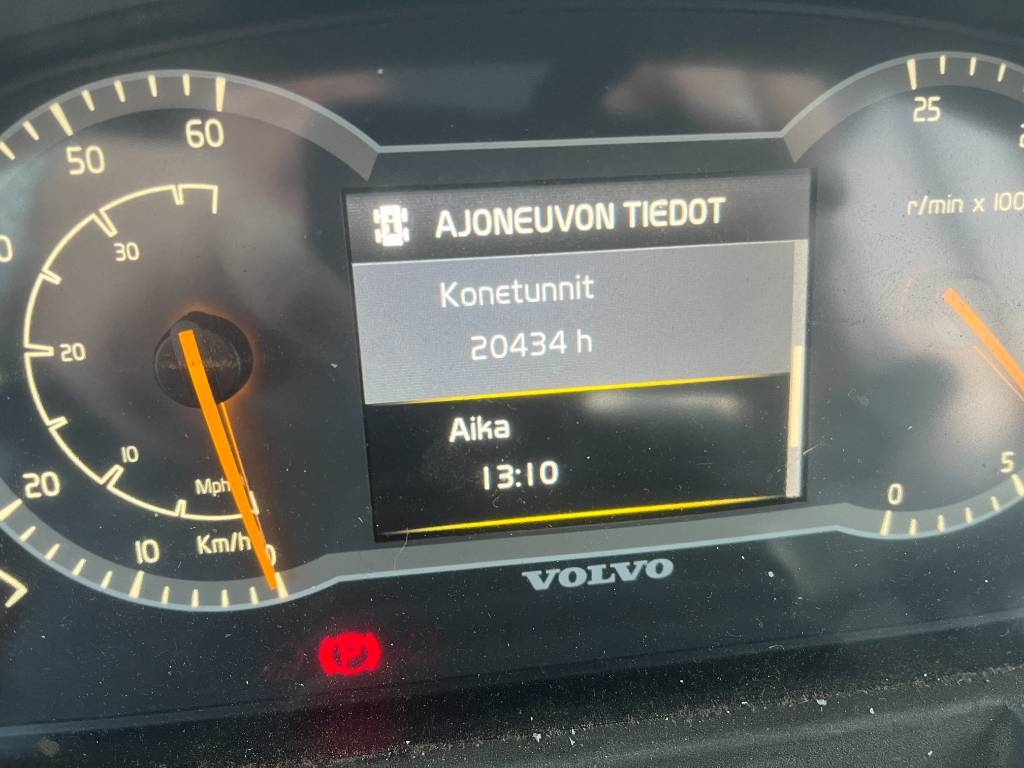 60
50
30
20
10
Mph
20
10
Km/h
0
AJONEUVON TIEDOT
Konetunnit
20434 h
Aika
13:10
VOLVO
P
25
r/min x 100
5
0